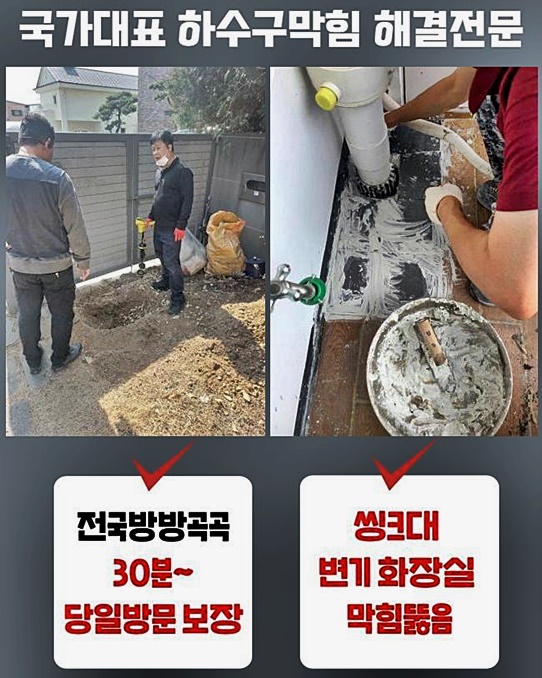 국가대표 하수구막힘 해결전문
전국방방곡곡
30분~
당일방문 보장
씽크대
변기 화장실
막힘뚫음